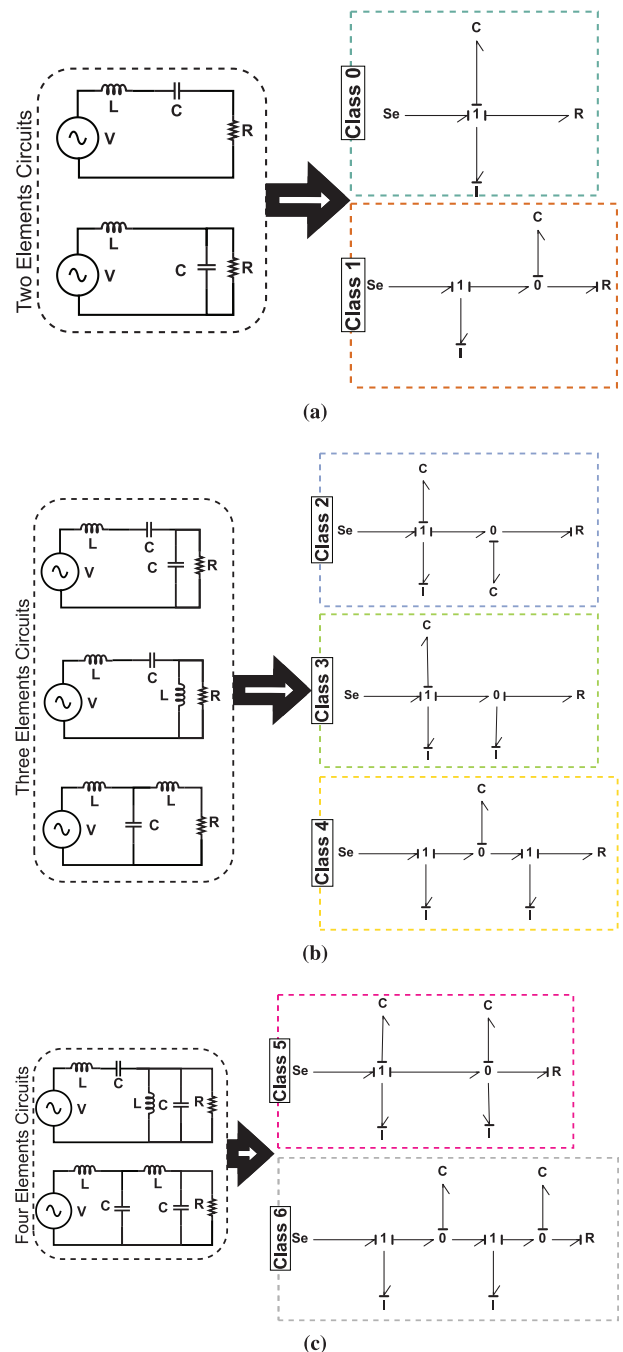 Two Elements Circuits
L
C
V
R
L
V
C
R
Class 0
C
Se
1
R
I
Class 1
C
Se
1
0
R
I
(a)
Three Elements Circuits
L
C
V
C
R
L
C
V
L
R
L
L
V
C
R
Class 2
C
Se
1
0
R
I
C
Class 3
C
Se
1
0
R
I
I
Class 4
C
Se
1
0
1
R
I
I
(b)
Four Elements Circuits
L
C
V
L
C
R
L
L
V
C
C
R
Class 5
C
C
Se
1
0
R
I
I
Class 6
C
C
Se
1
0
1
0
R
I
I
(c)